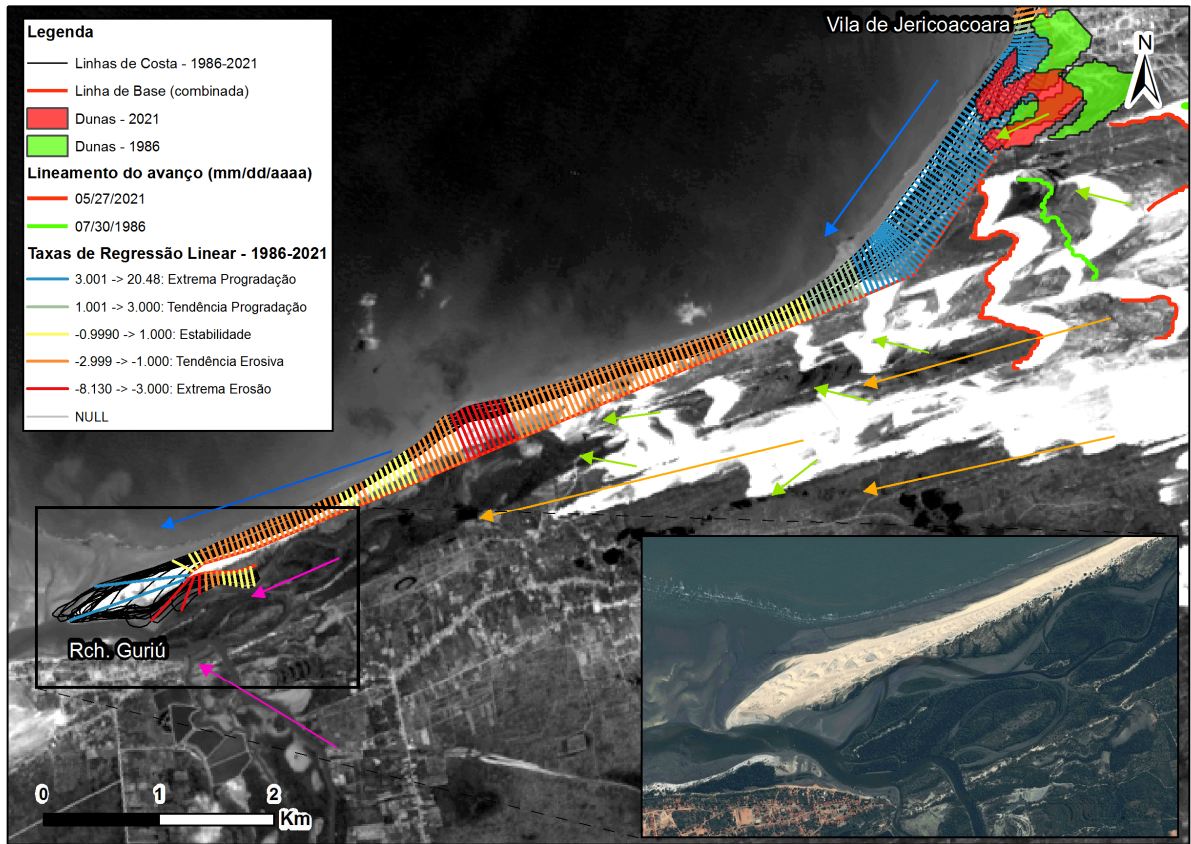 Vila de Jericoacoara
Legenda
Linhas de Costa - 1986-2021
Linha de Base (combinada)
Dunas - 2021
Dunas - 1986
Lineamento do avanço (mm/dd/aaaa)
05/27/2021
07/30/1986
Taxas de Regressão Linear - 1986-2021
3.001 -> 20.48: Extrema Progradação
1.001 -> 3.000: Tendência Progradação
-0.9990 -> 1.000: Estabilidade
-2.999 -> -1.000: Tendência Erosiva
-8.130 -> -3.000: Extrema Erosão
NULL
N
Rch. Guriú
0 1 2
Km